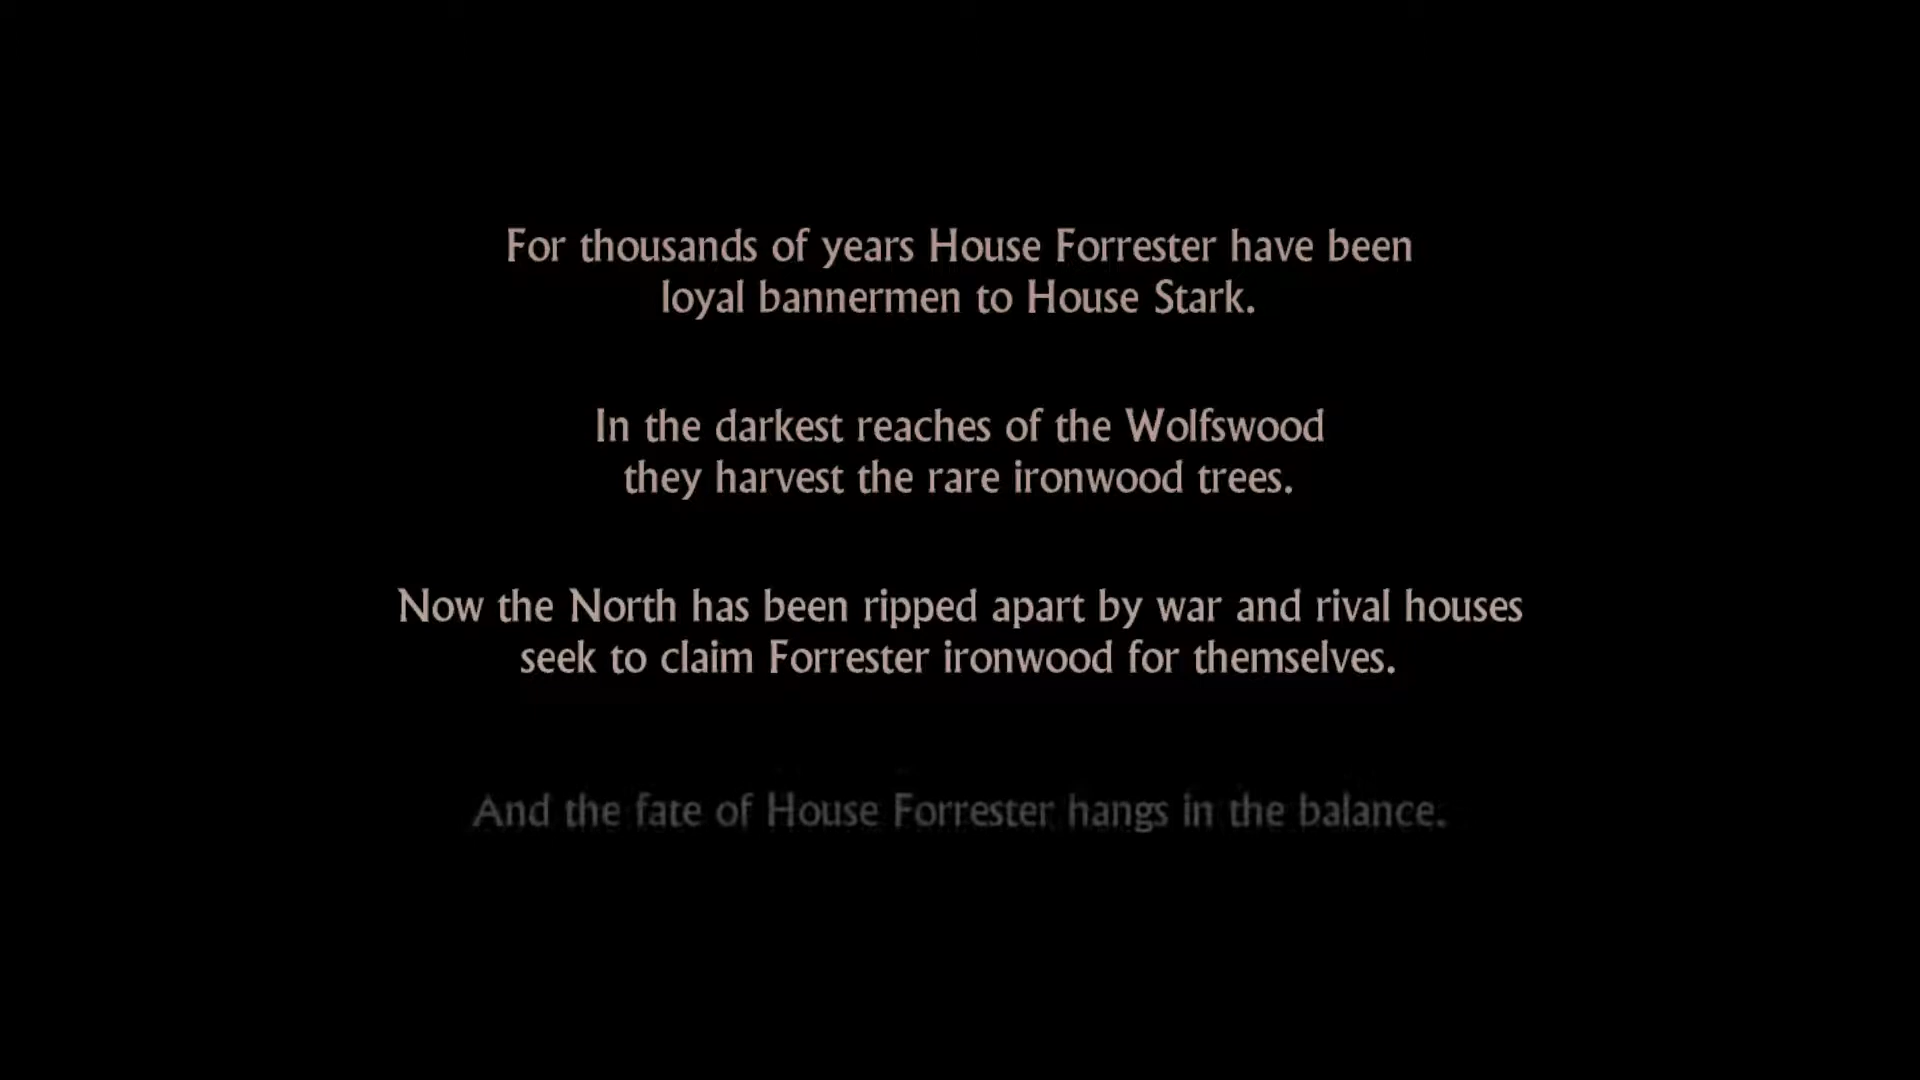 For thousands of years House Forrester have been
loyal bannermen to House Stark.
In the darkest reaches of the Wolfswood
they harvest the rare ironwood trees.
Now the North has been ripped apart by war and rival houses
seek to claim Forrester ironwood for themselves.
And the fate of House Forrester hangs in the balance.